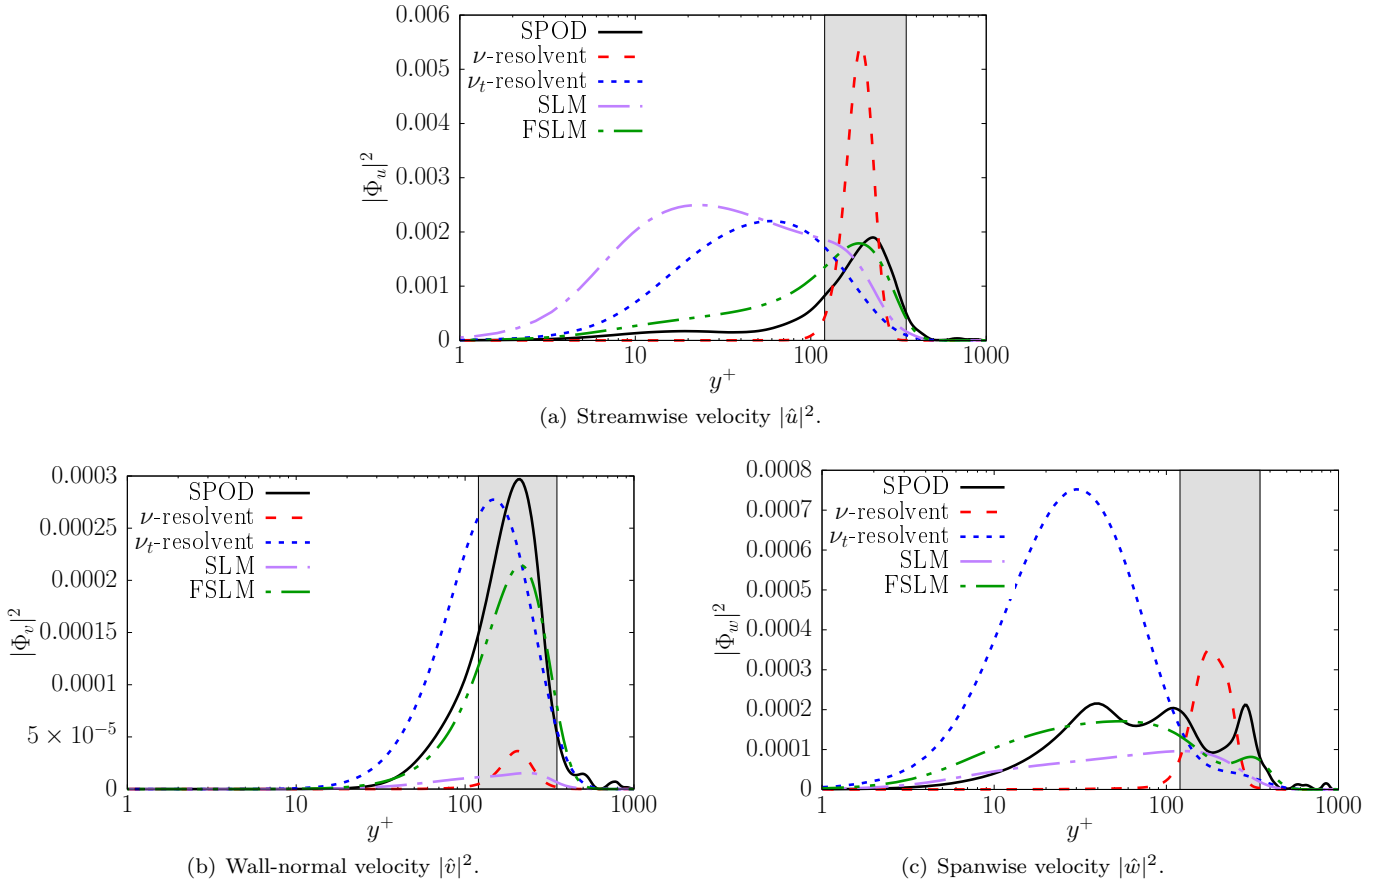 0.006
0.005
0.004
0.003
0.002
0.001
0
|Φ_u|^2
SPOD
ν-resolvent
ν_t-resolvent
SLM
FSLM
1 10 100 1000
y^+
(a) Streamwise velocity |û|^2.
0.0003
0.00025
0.0002
0.00015
0.0001
5 × 10^{-5}
0
|Φ_v|^2
SPOD
ν-resolvent
ν_t-resolvent
SLM
FSLM
1 10 100 1000
y^+
(b) Wall-normal velocity |v̂|^2.
0.0008
0.0007
0.0006
0.0005
0.0004
0.0003
0.0002
0.0001
0
|Φ_w|^2
SPOD
ν-resolvent
ν_t-resolvent
SLM
FSLM
1 10 100 1000
y^+
(c) Spanwise velocity |ŵ|^2.